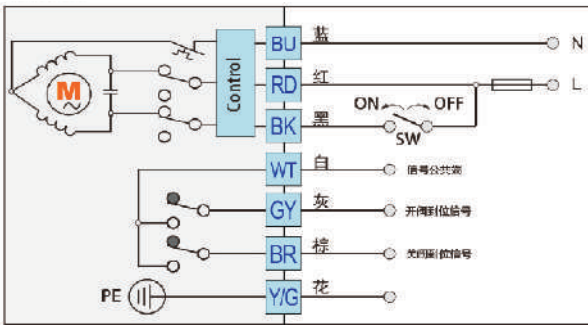 BU 蓝 N
RD 红 L
Control
M
ON OFF
BK 黑
SW
WT 白 信号公共端
GY 灰 开阀到位信号
BR 棕 关阀到位信号
PE Y/G 花